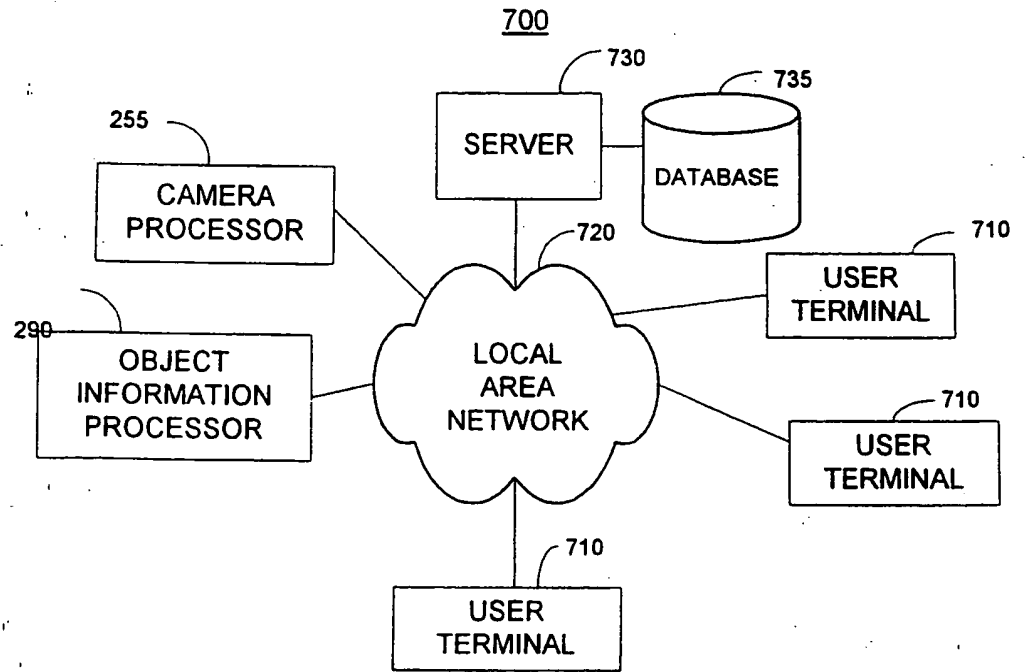 700
730
735
SERVER
DATABASE
255
CAMERA
PROCESSOR
720
710
USER
TERMINAL
290
OBJECT
INFORMATION
PROCESSOR
LOCAL
AREA
NETWORK
710
USER
TERMINAL
710
USER
TERMINAL